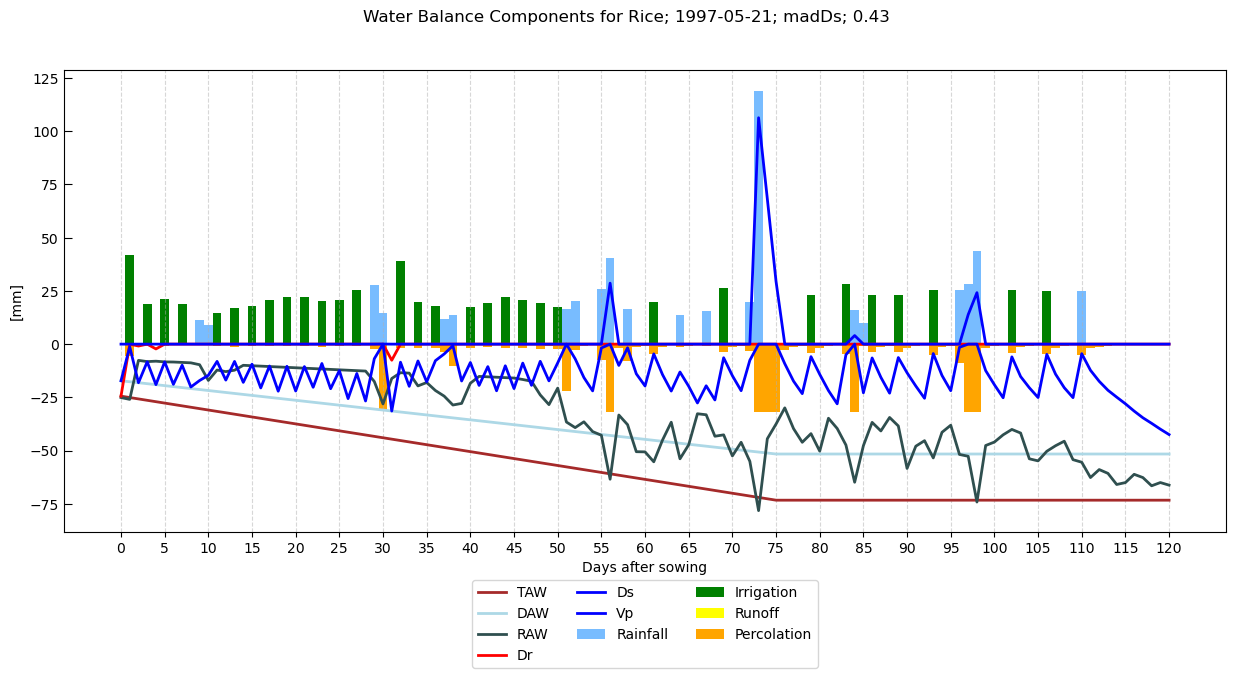 Water Balance Components for Rice; 1997-05-21; madDs; 0.43
125
100
75
50
25
0
−25
−50
−75
[mm]
0 5 10 15 20 25 30 35 40 45 50 55 60 65 70 75 80 85 90 95 100 105 110 115 120
Days after sowing
TAW Ds Irrigation
DAW Vp Runoff
RAW Rainfall Percolation
Dr